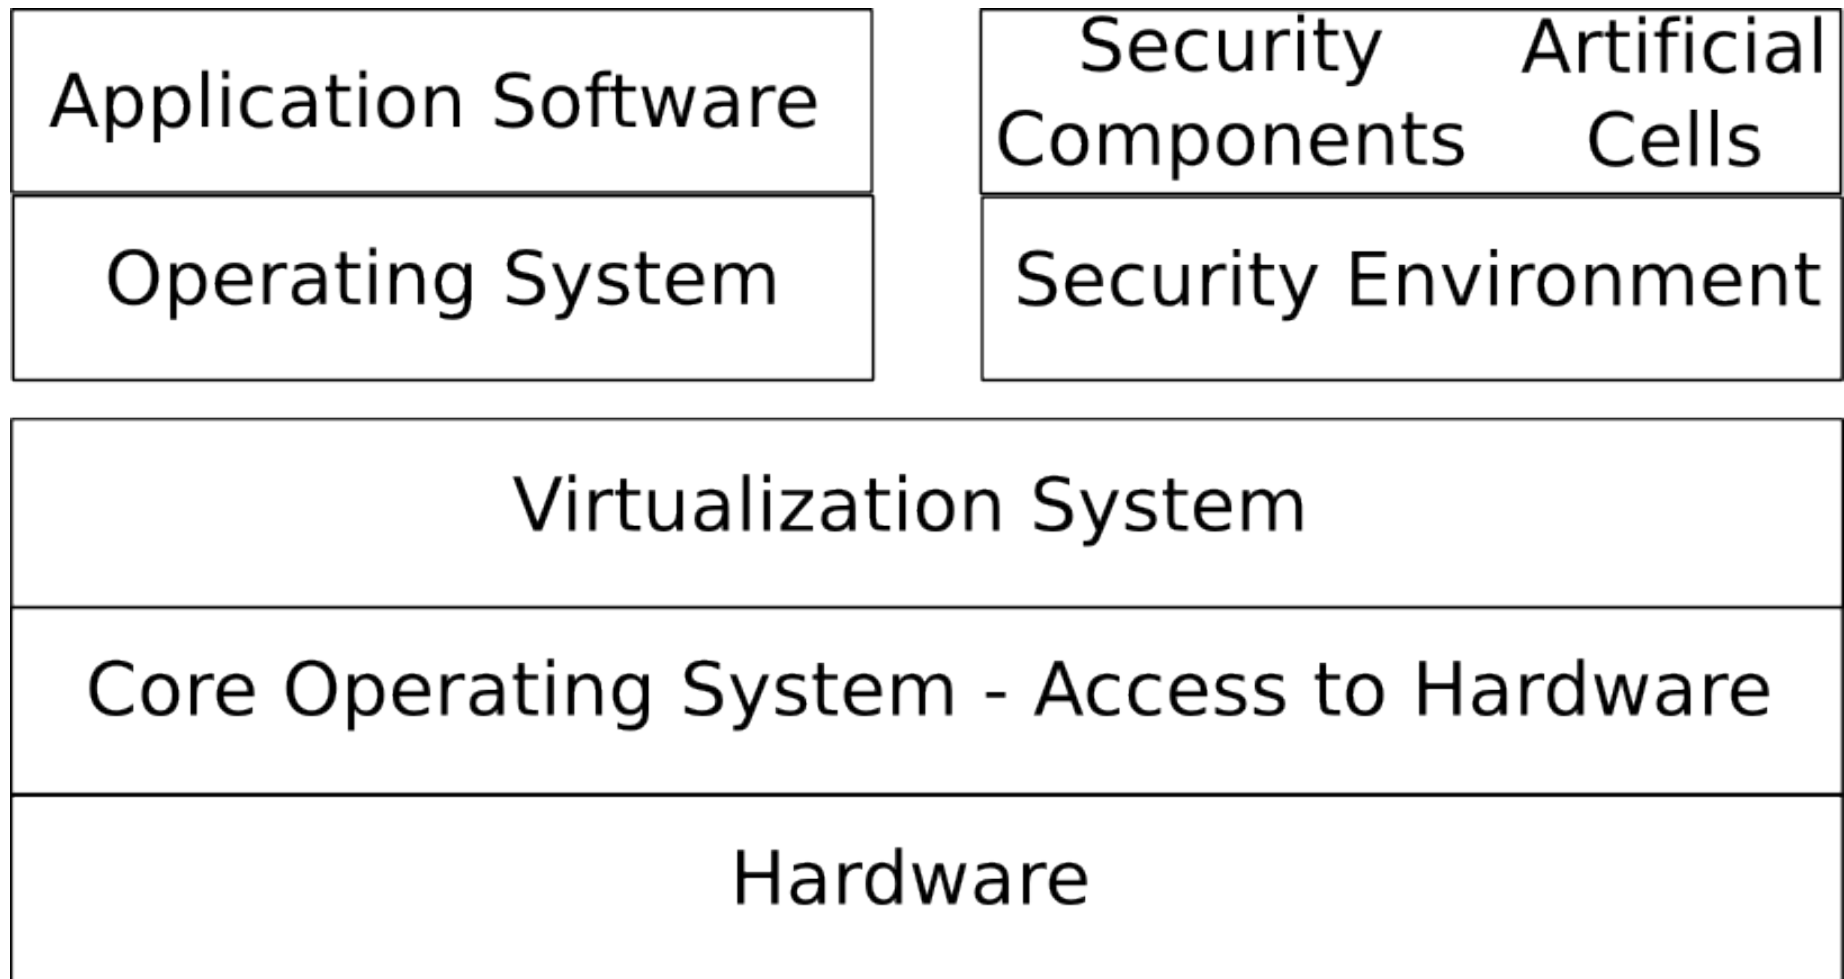 Application Software
Security
Components
Artificial
Cells
Operating System
Security Environment
Virtualization System
Core Operating System - Access to Hardware
Hardware